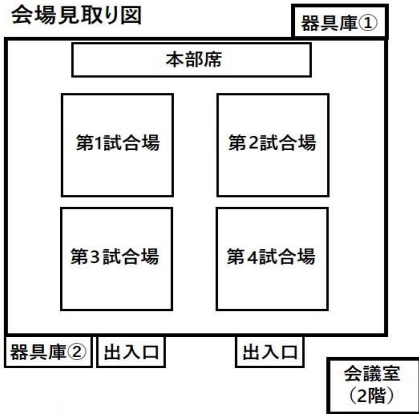 会場見取り図
器具庫①
本部席
第1試合場
第2試合場
第3試合場
第4試合場
器具庫②
出入口
出入口
会議室
（2階）